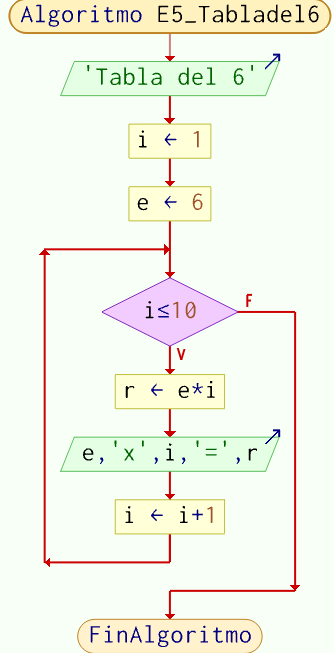 Algoritmo E5_Tabladel6
'Tabla del 6'
i ← 1
e ← 6
i≤10
F
V
r ← e*i
e,'x',i,'=',r
i ← i+1
FinAlgoritmo